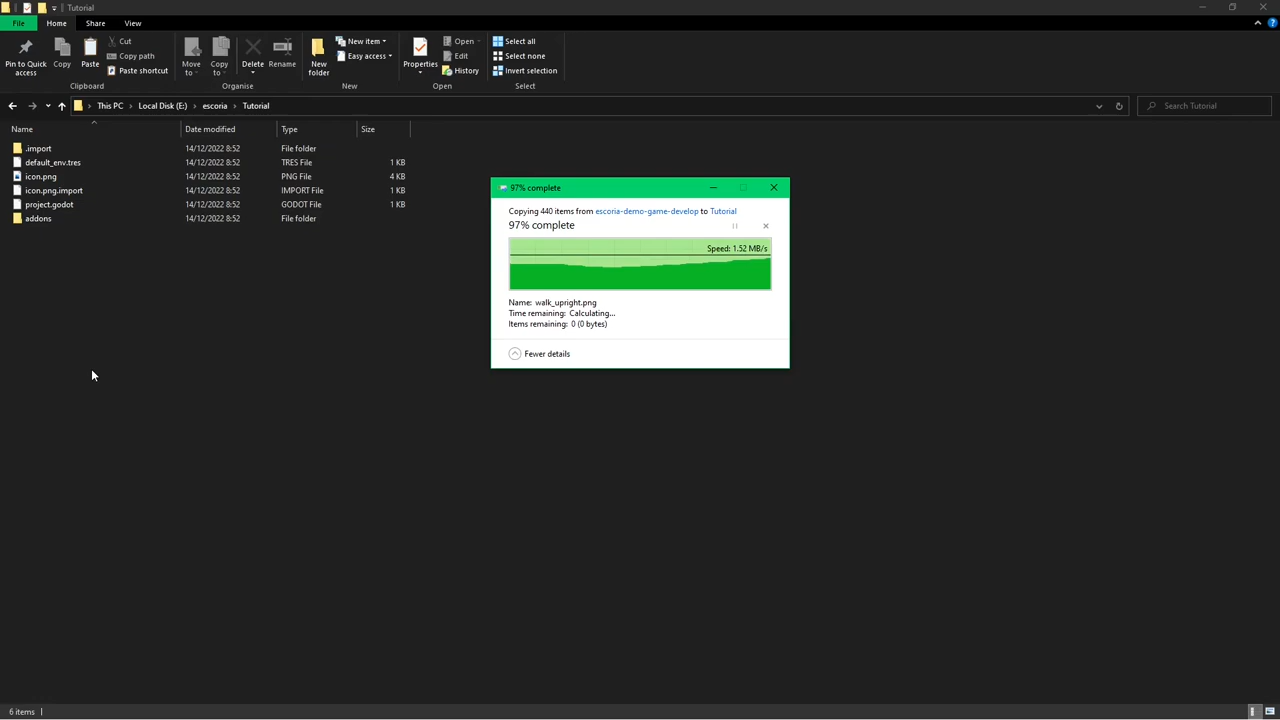 Tutorial
File Home Share View
Pin to Quick access
Copy
Paste
Cut
Copy path
Paste shortcut
Move to
Copy to
Delete
Rename
New folder
New item
Easy access
Properties
Open
Edit
History
Select all
Select none
Invert selection
Clipboard Organise New Open Select
This PC Local Disk (E:) escoria Tutorial
Search Tutorial
Name Date modified Type Size
.import 14/12/2022 8:52 File folder
default_env.tres 14/12/2022 8:52 TRES File 1 KB
icon.png 14/12/2022 8:52 PNG File 4 KB
icon.png.import 14/12/2022 8:52 IMPORT File 1 KB
project.godot 14/12/2022 8:52 GODOT File 1 KB
addons 14/12/2022 8:52 File folder
97% complete
Copying 440 items from escoria-demo-game-develop to Tutorial
97% complete
Speed: 1.52 MB/s
Name: walk_upright.png
Time remaining: Calculating...
Items remaining: 0 (0 bytes)
Fewer details
6 items